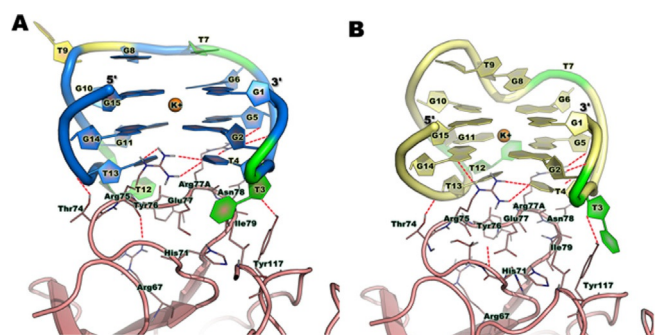 A
T9
G8
T7
G10
5'
G6
3'
G15
K+
G1
G5
G14
G11
G2
T13
T4
T12
Arg77A
Asn78
T3
Arg75
Tyr76
Glu77
Thr74
Ile79
His71
Tyr117
Arg67
B
T7
T9
G8
G10
G6
3'
5'
G1
G15
G11
K+
G5
G14
T12
G2
T13
T4
Arg77A
Asn78
T3
Thr74
Arg75
Tyr76
Glu77
Ile79
His71
Tyr117
Arg67